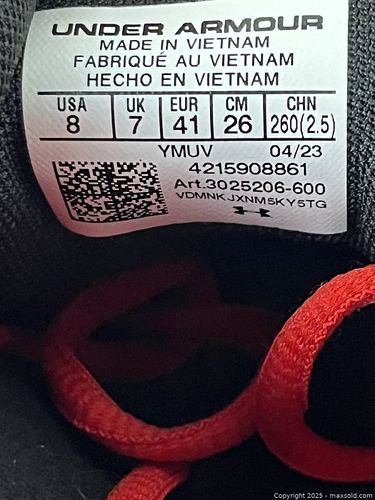 UNDER ARMOUR
MADE IN VIETNAM
FABRIQUÉ AU VIETNAM
HECHO EN VIETNAM
USA UK EUR CM CHN
8 7 41 26 260(2.5)
YMUV 04/23
4215908861
Art.3025206-600
VDMNKJXNM5KY5TG
Copyright 2025 - maxsold.com